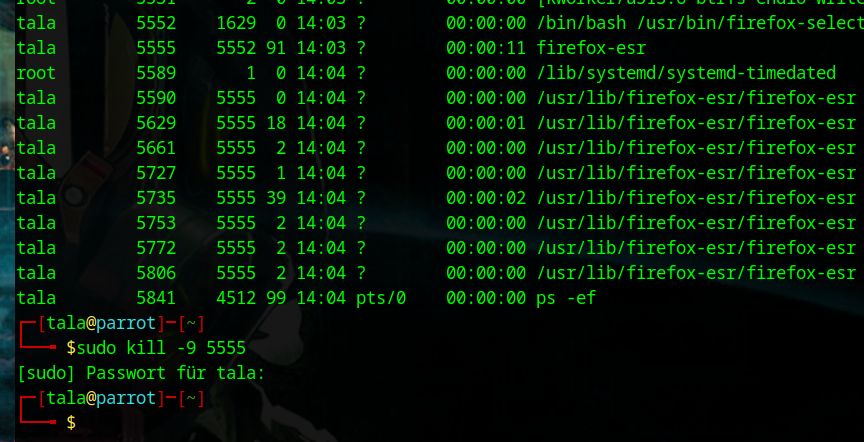 tala 5552 1629 0 14:03 ? 00:00:00 /bin/bash /usr/bin/firefox-select
tala 5555 5552 91 14:03 ? 00:00:11 firefox-esr
root 5589 1 0 14:04 ? 00:00:00 /lib/systemd/systemd-timedated
tala 5590 5555 0 14:04 ? 00:00:00 /usr/lib/firefox-esr/firefox-esr
tala 5629 5555 18 14:04 ? 00:00:01 /usr/lib/firefox-esr/firefox-esr
tala 5661 5555 2 14:04 ? 00:00:00 /usr/lib/firefox-esr/firefox-esr
tala 5727 5555 1 14:04 ? 00:00:00 /usr/lib/firefox-esr/firefox-esr
tala 5735 5555 39 14:04 ? 00:00:02 /usr/lib/firefox-esr/firefox-esr
tala 5753 5555 2 14:04 ? 00:00:00 /usr/lib/firefox-esr/firefox-esr
tala 5772 5555 2 14:04 ? 00:00:00 /usr/lib/firefox-esr/firefox-esr
tala 5806 5555 2 14:04 ? 00:00:00 /usr/lib/firefox-esr/firefox-esr
tala 5841 4512 99 14:04 pts/0 00:00:00 ps -ef
┌─[tala@parrot]─[~]
└──╼ $sudo kill -9 5555
[sudo] Passwort für tala:
┌─[tala@parrot]─[~]
└──╼ $